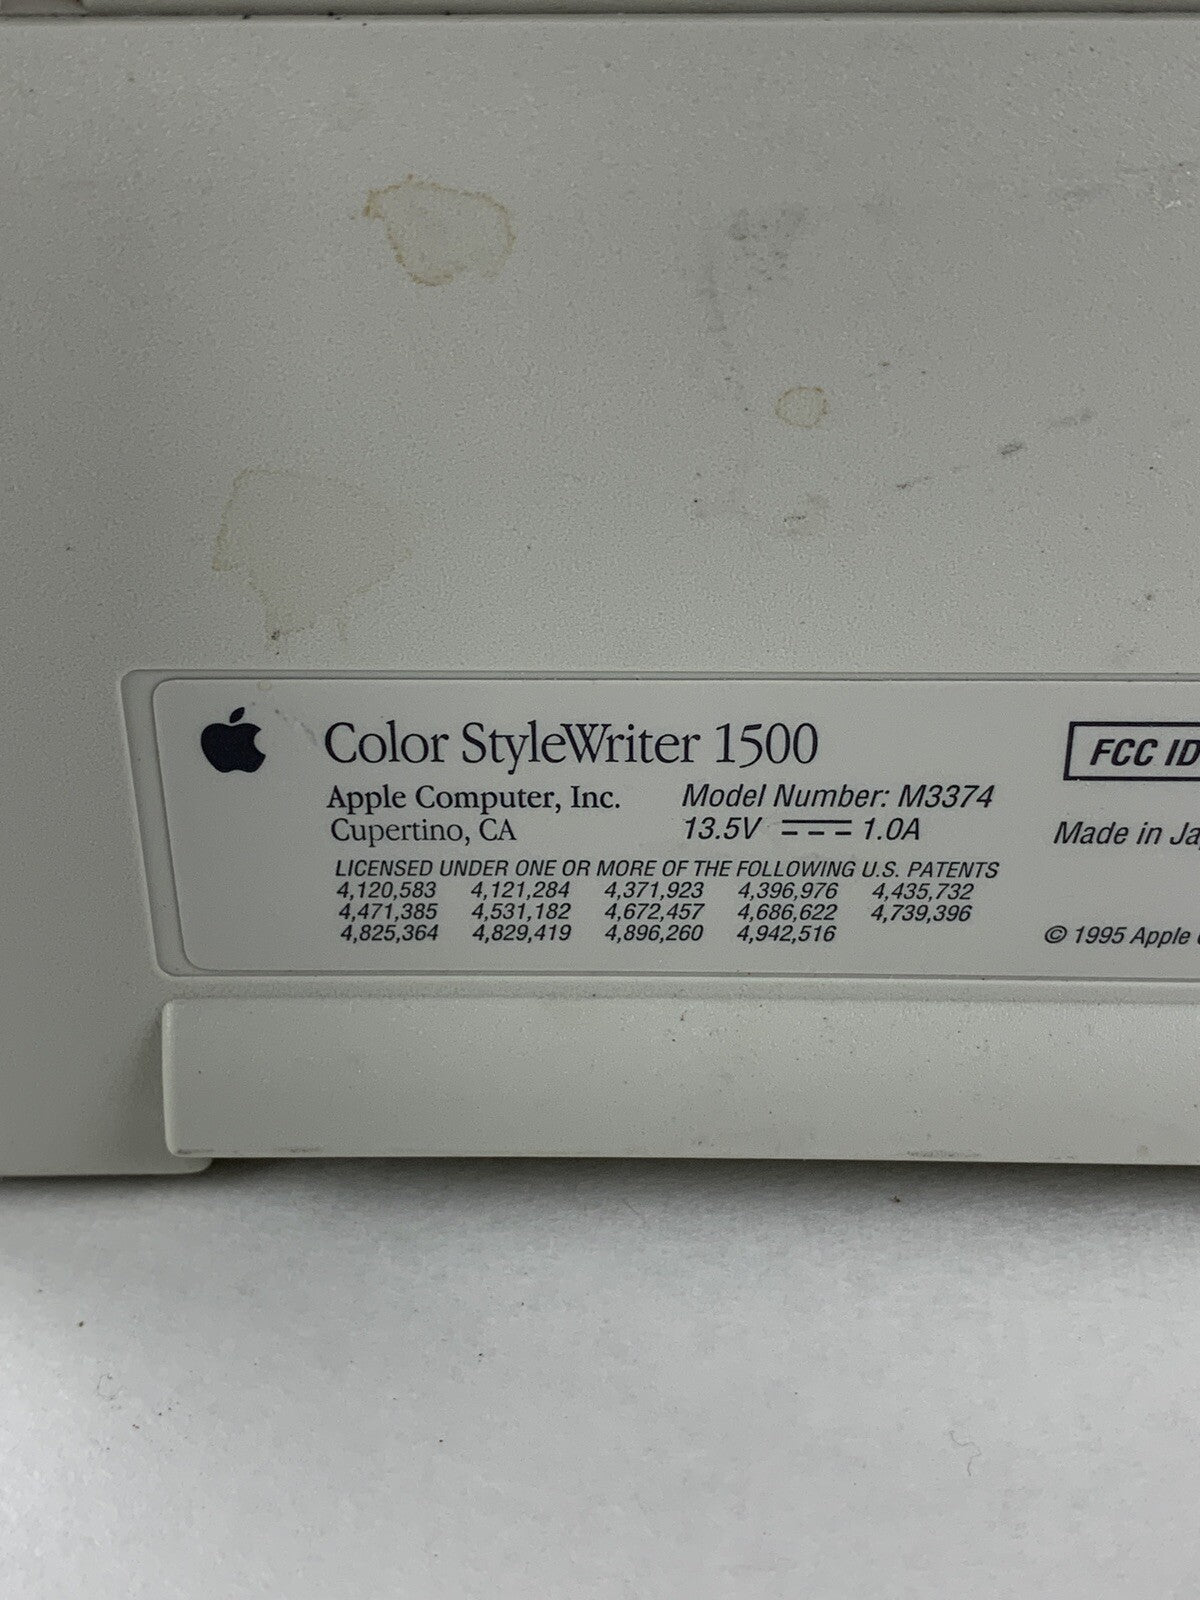 Color StyleWriter 1500
Apple Computer, Inc.
Cupertino, CA
Model Number: M3374
13.5V 1.0A
LICENSED UNDER ONE OR MORE OF THE FOLLOWING U.S. PATENTS
4,120,583 4,121,284 4,371,923 4,396,976 4,435,732
4,471,385 4,531,182 4,672,457 4,686,622 4,739,396
4,825,364 4,829,419 4,896,260 4,942,516
FCC ID
Made in
© 1995 Apple